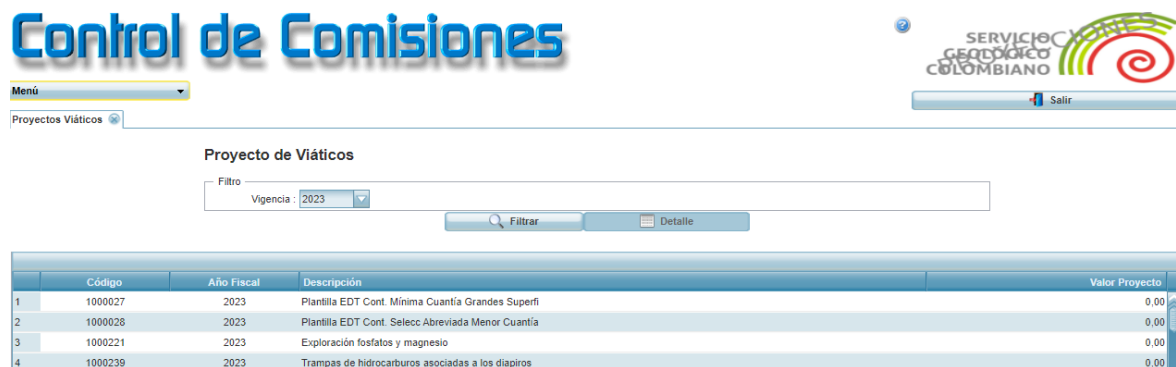 Control de Comisiones
SERVICIO
GEOLÓGICO
COLOMBIANO
Menú
Salir
Proyectos Viáticos
Proyecto de Viáticos
Filtro
Vigencia : 2023
Filtrar Detalle
Código Año Fiscal Descripción Valor Proyecto
1 1000027 2023 Plantilla EDT Cont. Mínima Cuantía Grandes Superfi 0,00
2 1000028 2023 Plantilla EDT Cont. Selecc Abreviada Menor Cuantía 0,00
3 1000221 2023 Exploración fosfatos y magnesio 0,00
4 1000239 2023 Trampas de hidrocarburos asociadas a los diapiros 0,00